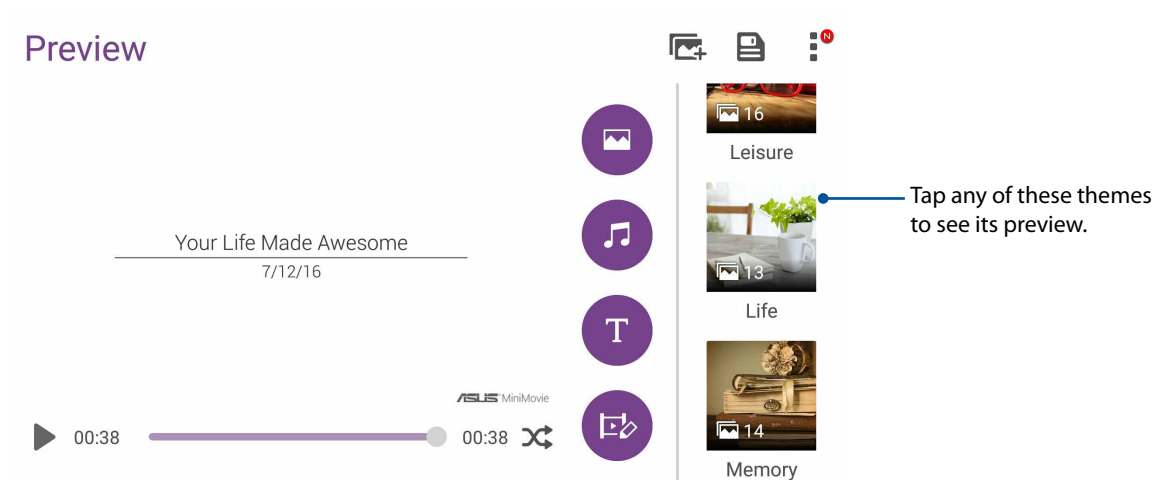 Preview
N
16
Leisure
Tap any of these themes
to see its preview.
Your Life Made Awesome
7/12/16
13
Life
T
ASUS MiniMovie
00:38
00:38
14
Memory